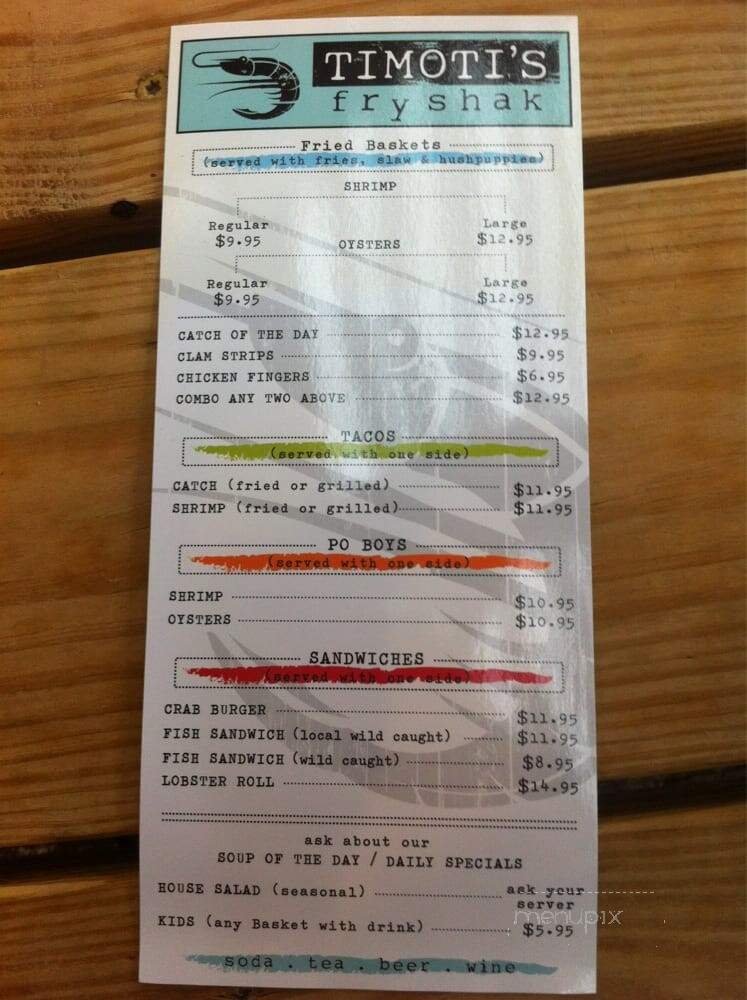 TIMOTI'S
fryshak
Fried Baskets
(served with fries, slaw & hushpuppies)
SHRIMP
Regular Large
$9.95 $12.95
OYSTERS
Regular Large
$9.95 $12.95
CATCH OF THE DAY $12.95
CLAM STRIPS $9.95
CHICKEN FINGERS $6.95
COMBO ANY TWO ABOVE $12.95
TACOS
(served with one side)
CATCH (fried or grilled) $11.95
SHRIMP (fried or grilled) $11.95
PO BOYS
(served with one side)
SHRIMP $10.95
OYSTERS $10.95
SANDWICHES
(served with one side)
CRAB BURGER $11.95
FISH SANDWICH (local wild caught) $11.95
FISH SANDWICH (wild caught) $8.95
LOBSTER ROLL $14.95
ask about our
SOUP OF THE DAY / DAILY SPECIALS
HOUSE SALAD (seasonal) ask your
server
menupix
KIDS (any Basket with drink) $5.95
soda . tea . beer . wine